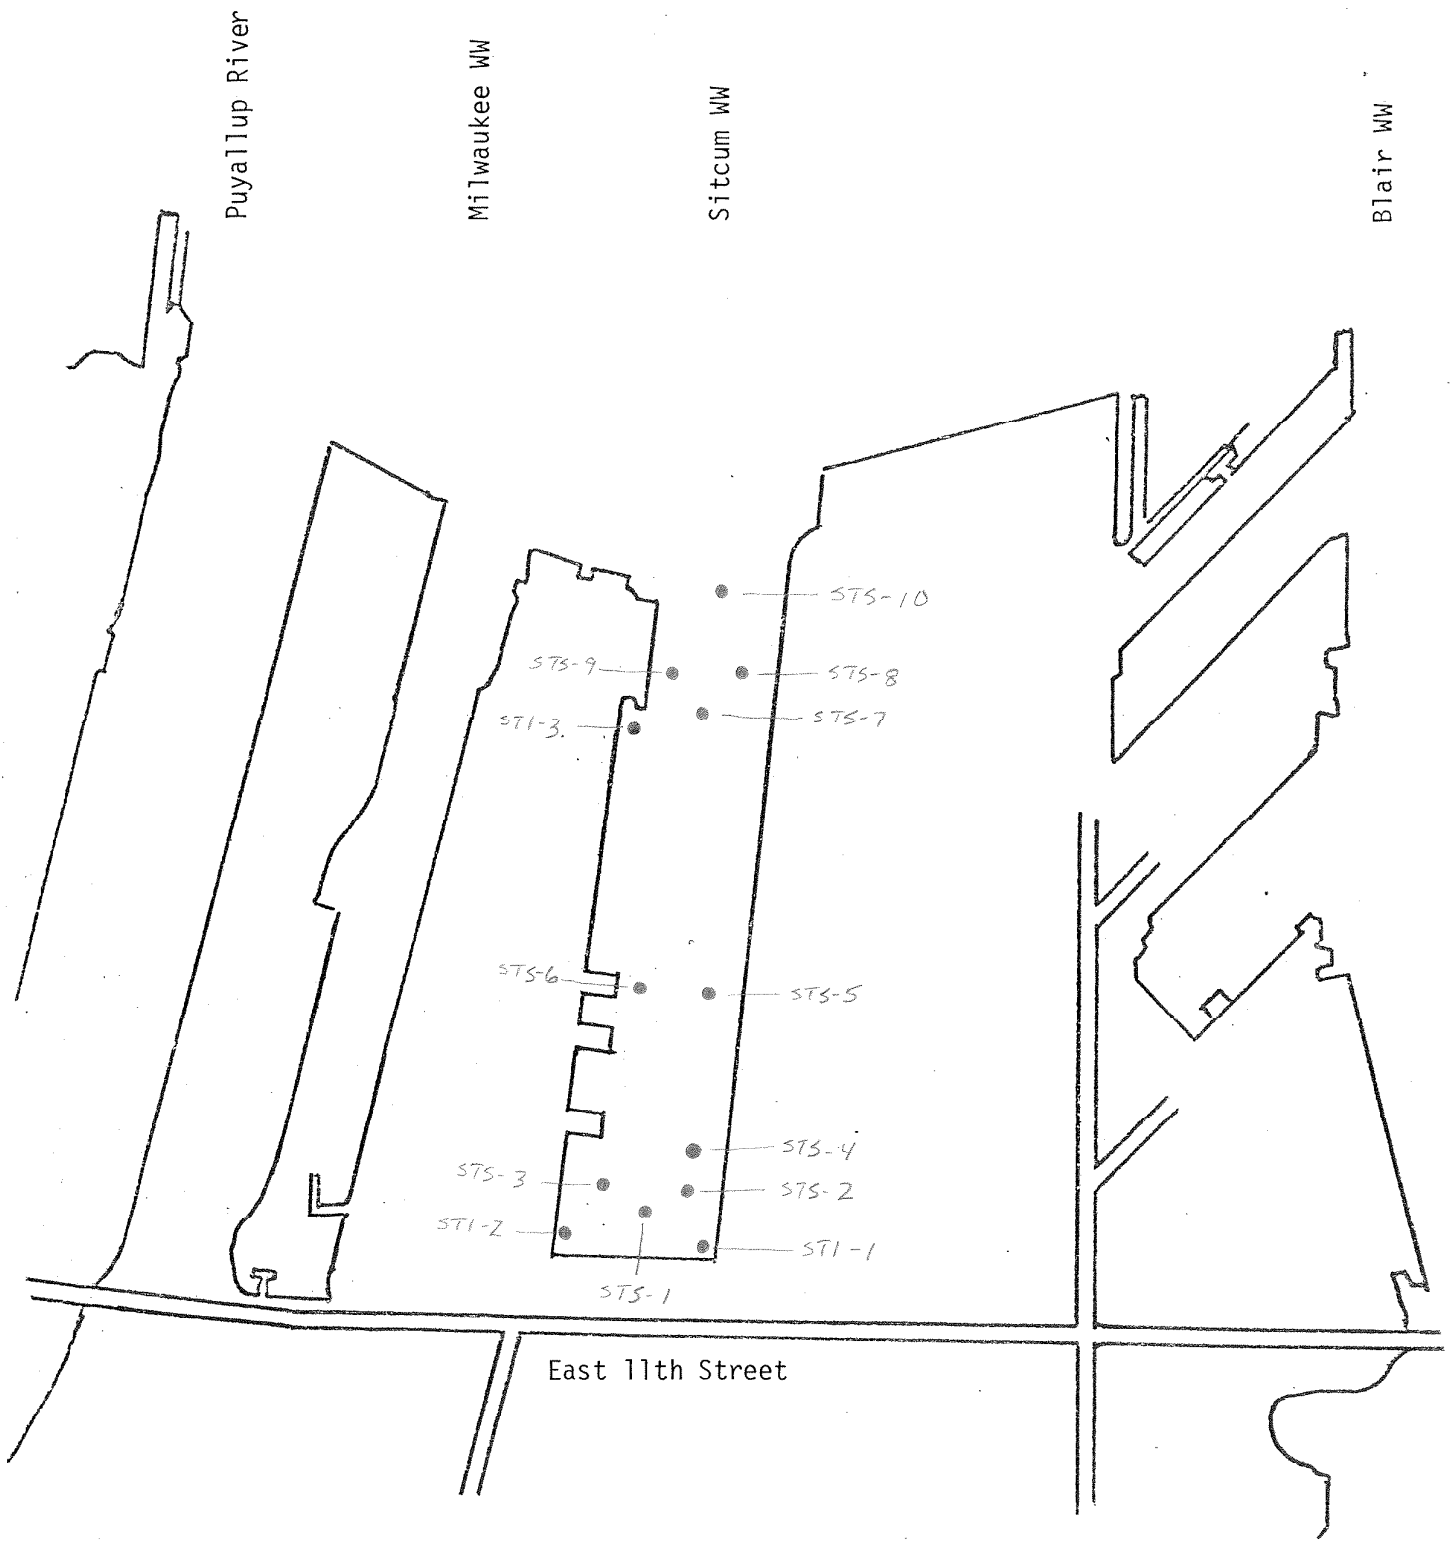 Puyallup River
Milwaukee WW
Sitcum WW
Blair WW
STS-10
STS-9
STS-8
STS-7
STI-3
STS-6
STS-5
STS-4
STS-3
STS-2
STI-2
STI-1
STS-1
East 11th Street